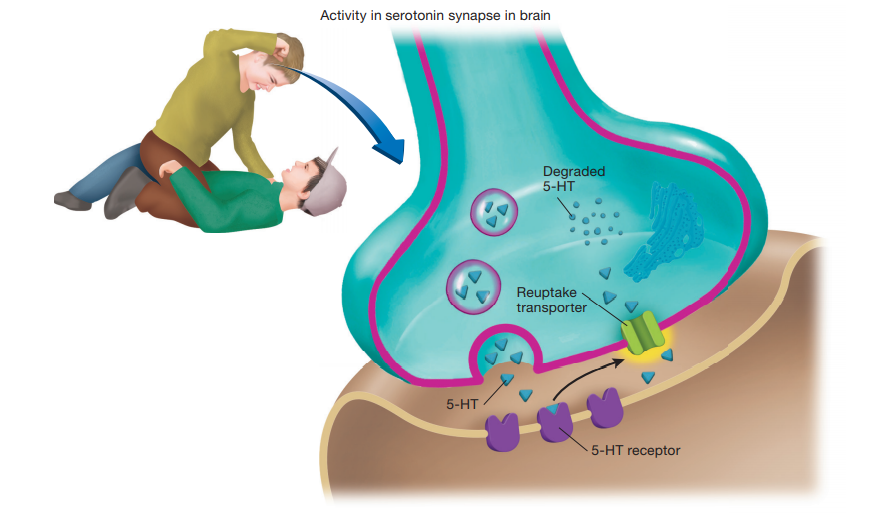 Activity in serotonin synapse in brain
Degraded
5-HT
Reuptake
transporter
5-HT
5-HT receptor